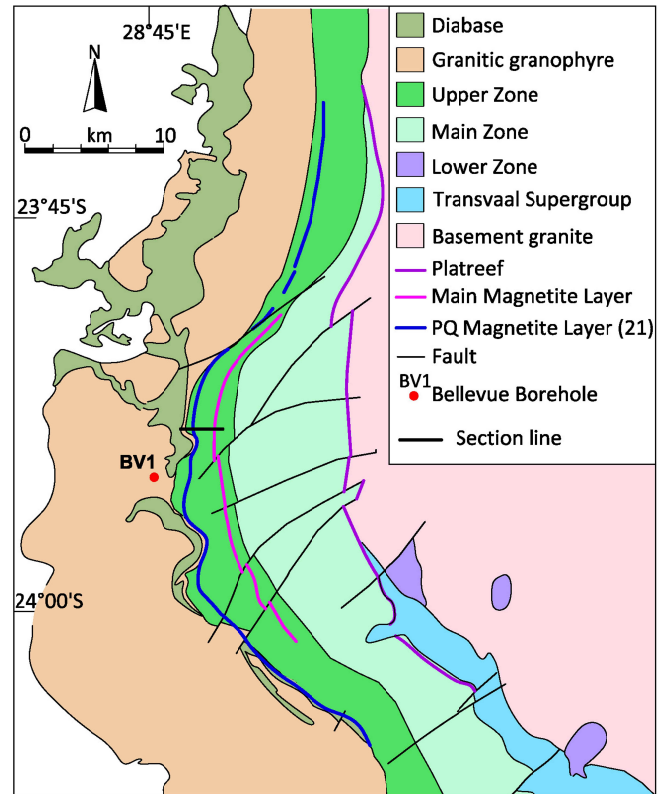 28°45'E
N
0 km 10
23°45'S
24°00'S
BV1
Diabase
Granitic granophyre
Upper Zone
Main Zone
Lower Zone
Transvaal Supergroup
Basement granite
Platreef
Main Magnetite Layer
PQ Magnetite Layer (21)
Fault
BV1 Bellevue Borehole
Section line